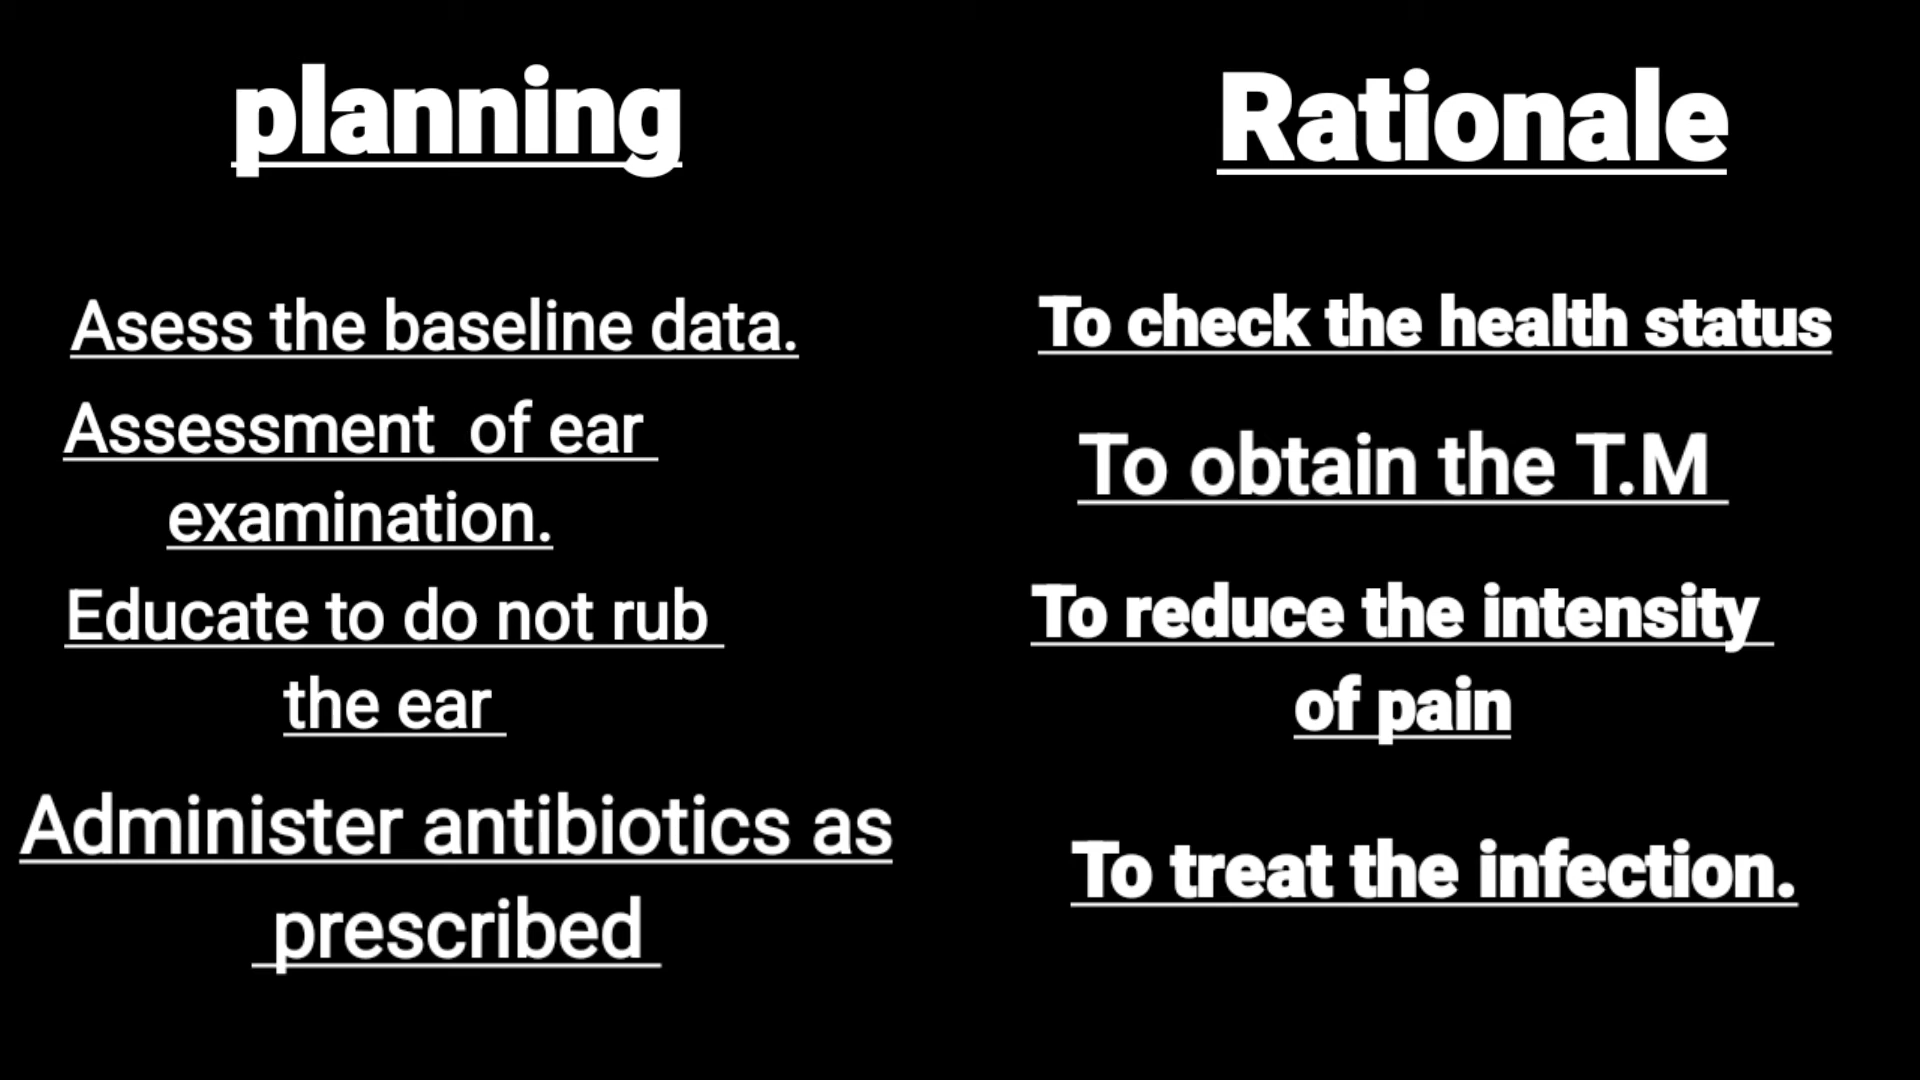 planning
Asess the baseline data.
Assessment  of ear
examination.
Educate to do not rub
the ear
Administer antibiotics as
prescribed
Rationale
To check the health status
To obtain the T.M
To reduce the intensity
of pain
To treat the infection.